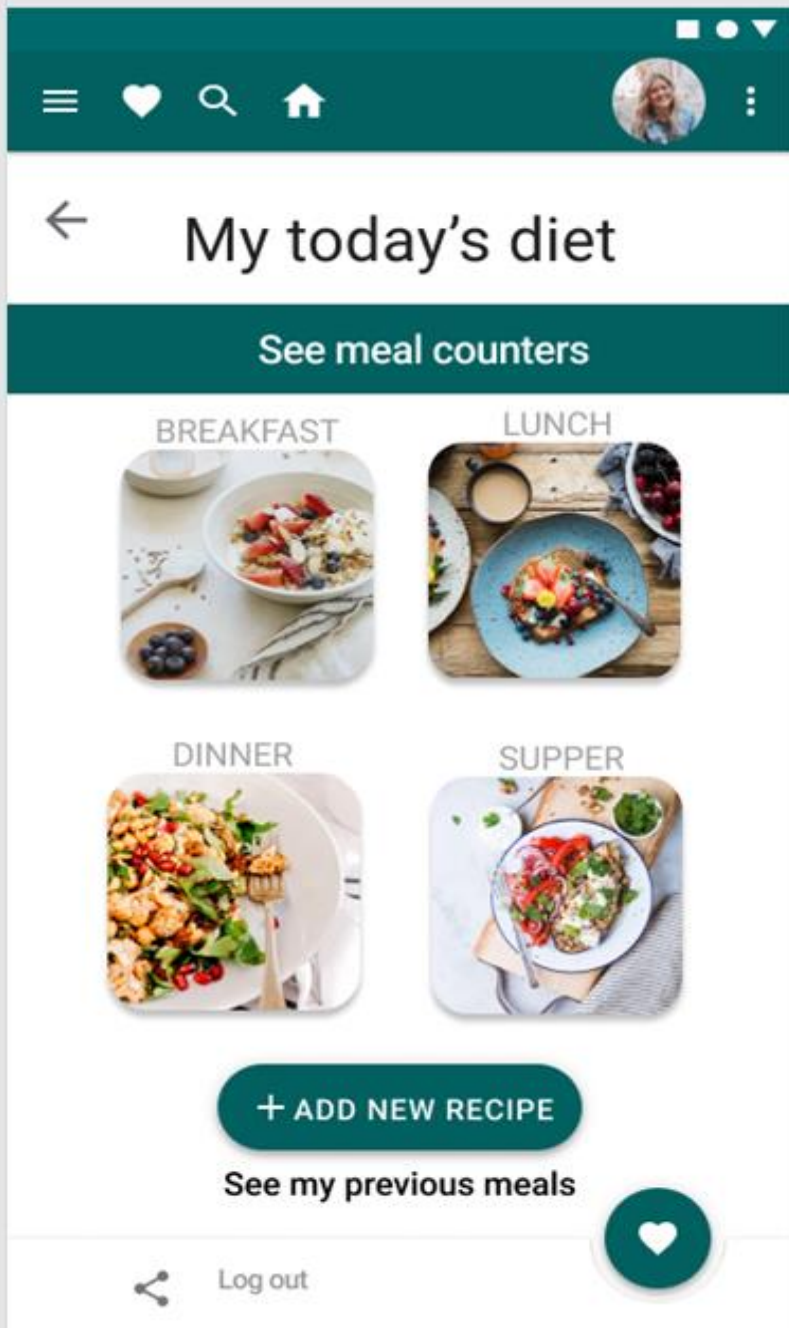 My today’s diet
See meal counters
BREAKFAST
LUNCH
DINNER
SUPPER
+ ADD NEW RECIPE
See my previous meals
Log out